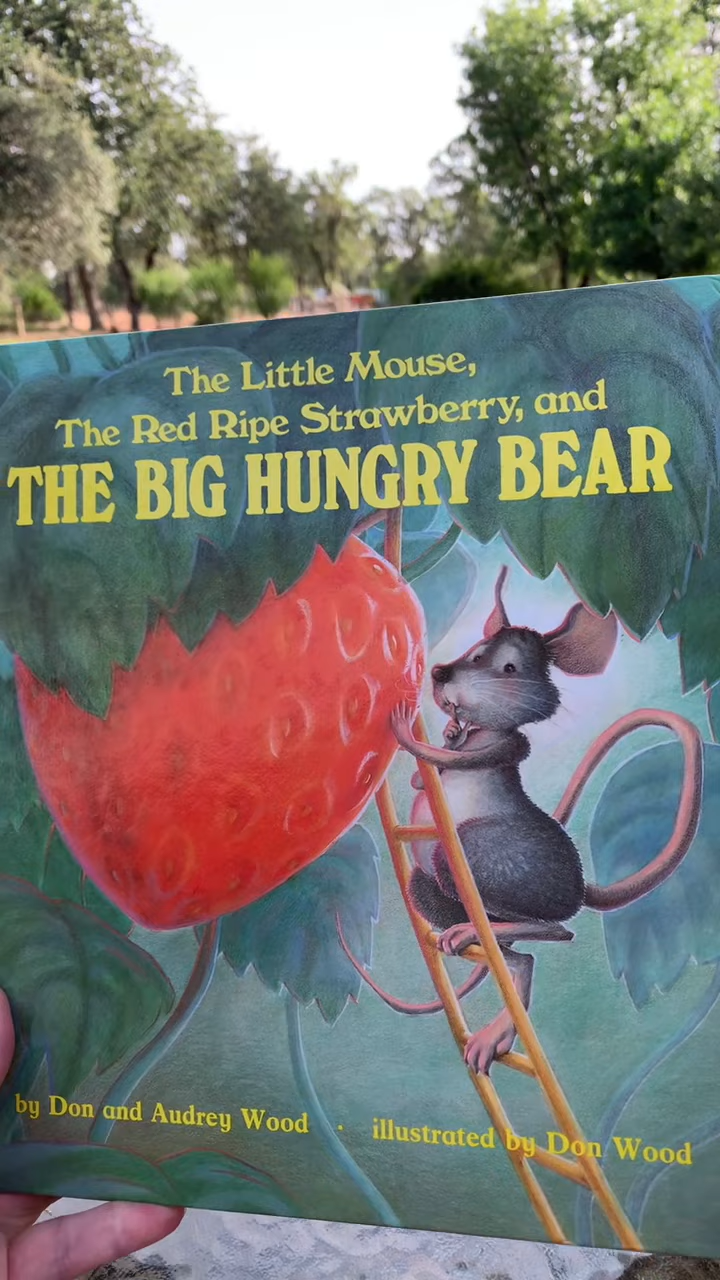 The Little Mouse,
The Red Ripe Strawberry, and
THE BIG HUNGRY BEAR
by Don and Audrey Wood · illustrated by Don Wood